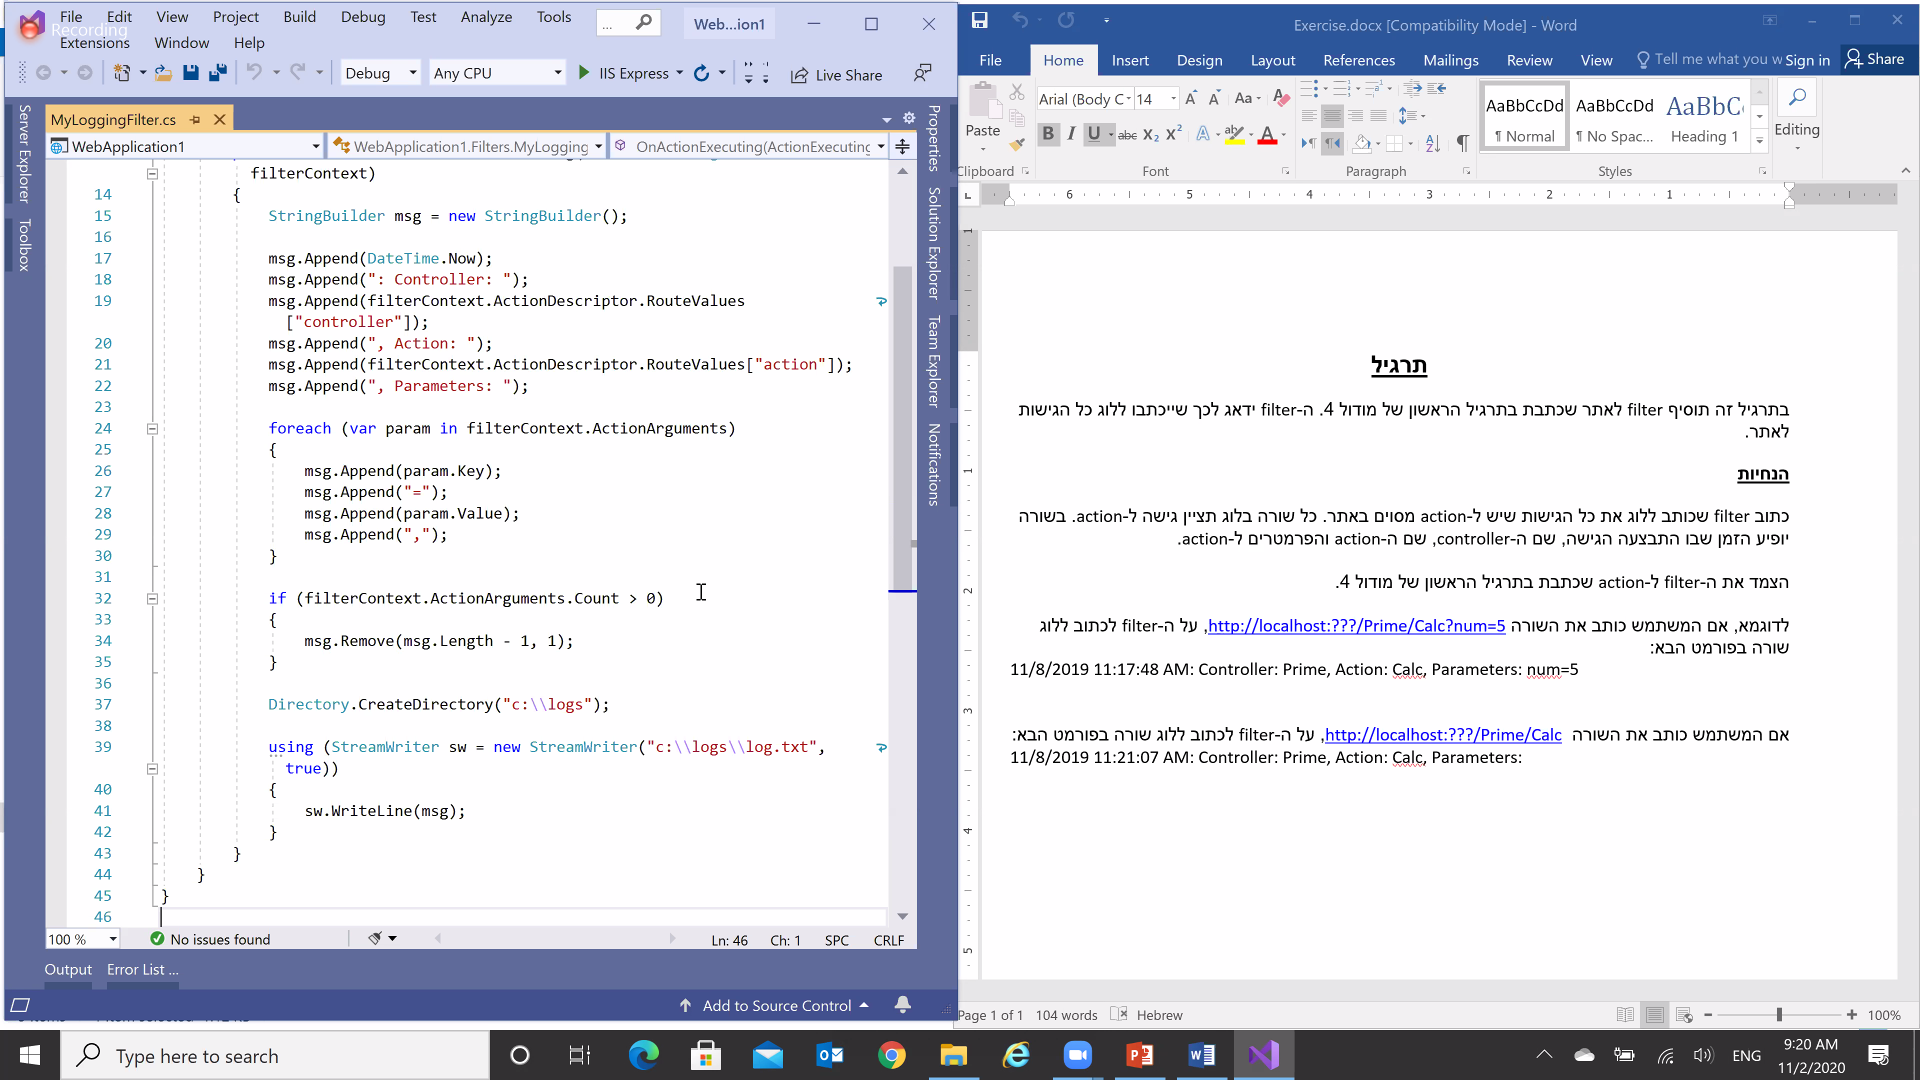 File Edit View Project Build Debug Test Analyze Tools
... Web...ion1
Recording
Extensions Window Help
Debug Any CPU IIS Express Live Share
Server Explorer
Toolbox
MyLoggingFilter.cs
WebApplication1 WebApplication1.Filters.MyLogging OnActionExecuting(ActionExecuting
filterContext)
14 {
15 StringBuilder msg = new StringBuilder();
16
17 msg.Append(DateTime.Now);
18 msg.Append(": Controller: ");
19 msg.Append(filterContext.ActionDescriptor.RouteValues
["controller"]);
20 msg.Append(", Action: ");
21 msg.Append(filterContext.ActionDescriptor.RouteValues["action"]);
22 msg.Append(", Parameters: ");
23
24 foreach (var param in filterContext.ActionArguments)
25 {
26 msg.Append(param.Key);
27 msg.Append("=");
28 msg.Append(param.Value);
29 msg.Append(",");
30 }
31
32 if (filterContext.ActionArguments.Count > 0)
33 {
34 msg.Remove(msg.Length - 1, 1);
35 }
36
37 Directory.CreateDirectory("c:\\logs");
38
39 using (StreamWriter sw = new StreamWriter("c:\\logs\\log.txt",
true))
40 {
41 sw.WriteLine(msg);
42 }
43 }
44 }
45 }
46
100 % No issues found Ln: 46 Ch: 1 SPC CRLF
Output Error List ...
Add to Source Control
Properties
Solution Explorer
Team Explorer
Notifications
Exercise.docx [Compatibility Mode] - Word
File Home Insert Design Layout References Mailings Review View Tell me what you w Sign in Share
Paste
Arial (Body C 14
B I U abc X₂ X² A
AaBbCcDd AaBbCcDd AaBbC
¶ Normal ¶ No Spac... Heading 1
Editing
Clipboard Font Paragraph Styles
6 5 4 3 2 1
תרגיל
בתרגיל זה תוסיף filter לאתר שכתבת בתרגיל הראשון של מודול 4. ה-filter ידאג לכך שייכתבו ללוג כל הגישות
לאתר.
הנחיות
כתוב filter שכותב ללוג את כל הגישות שיש ל-action מסוים באתר. כל שורה בלוג תציין גישה ל-action. בשורה
יופיע הזמן שבו התבצעה הגישה, שם ה-controller, שם ה-action והפרמטרים ל-action.
הצמד את ה-filter ל-action שכתבת בתרגיל הראשון של מודול 4.
לדוגמא, אם המשתמש כותב את השורה http://localhost:???/Prime/Calc?num=5, על ה-filter לכתוב ללוג
שורה בפורמט הבא:
11/8/2019 11:17:48 AM: Controller: Prime, Action: Calc, Parameters: num=5
אם המשתמש כותב את השורה http://localhost:???/Prime/Calc, על ה-filter לכתוב ללוג שורה בפורמט הבא:
11/8/2019 11:21:07 AM: Controller: Prime, Action: Calc, Parameters:
Page 1 of 1 104 words Hebrew 100%
Type here to search
ENG
9:20 AM
11/2/2020